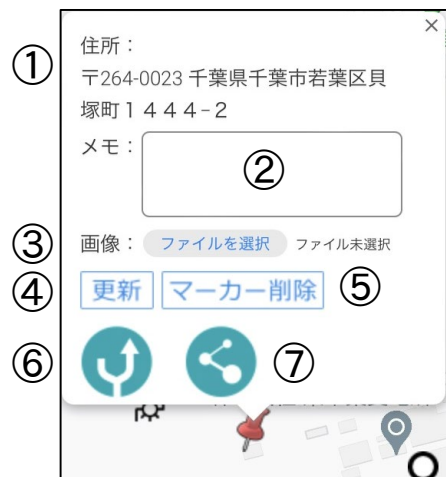 ×
① 住所：
〒264-0023 千葉県千葉市若葉区貝
塚町１４４４−２
メモ： ②
③ 画像： ファイルを選択 ファイル未選択
④ 更新 マーカー削除 ⑤
⑥ ⑦